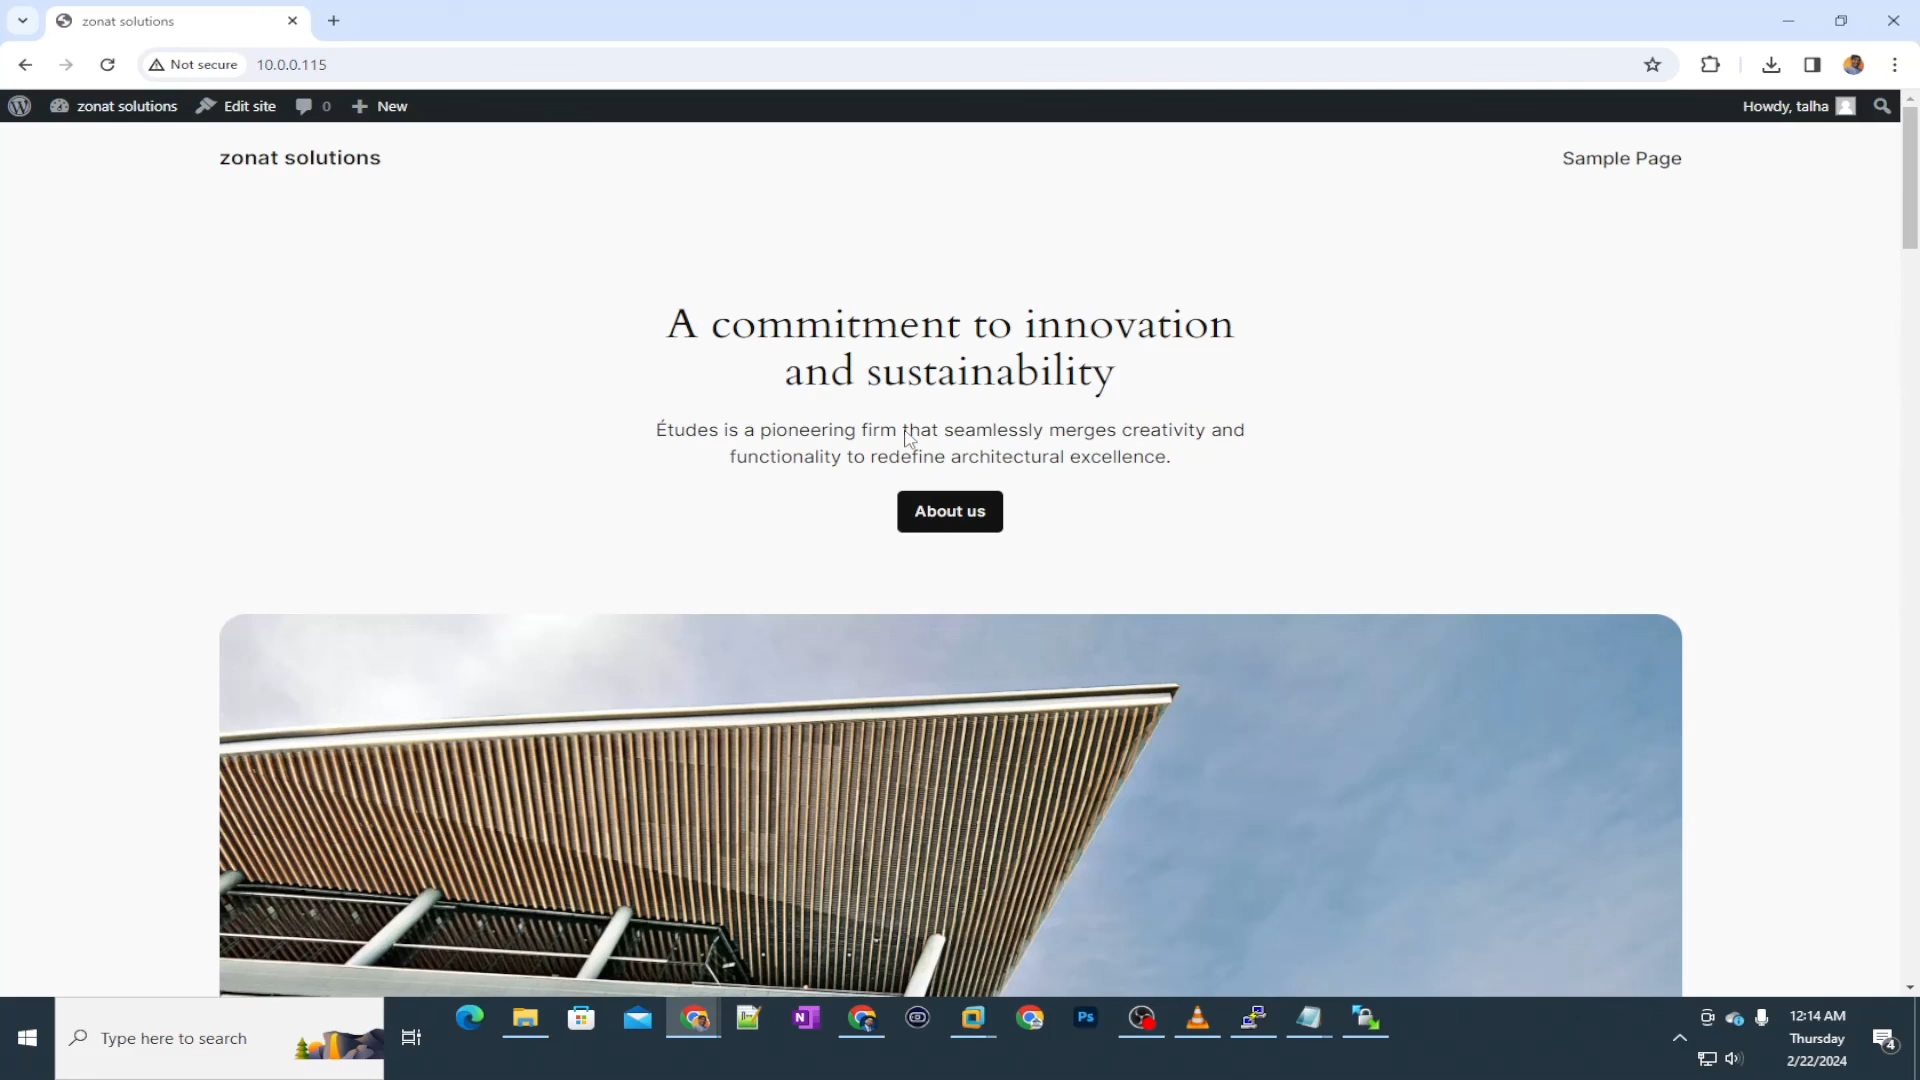 zonat solutions
Not secure
10.0.0.115
zonat solutions
Edit site
0
New
Howdy, talha
zonat solutions
Sample Page
A commitment to innovation
and sustainability
Études is a pioneering firm that seamlessly merges creativity and
functionality to redefine architectural excellence.
About us
Type here to search
N
Ps
12:14 AM
Thursday
2/22/2024
4